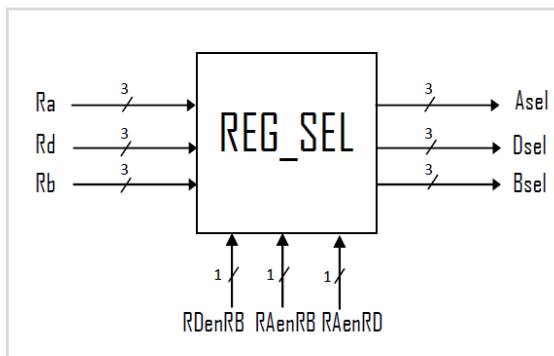 3 3
Ra Asel
REG_SEL
3 3
Rd Dsel
3 3
Rb Bsel
1 1 1
RDenRB RAenRB RAenRD